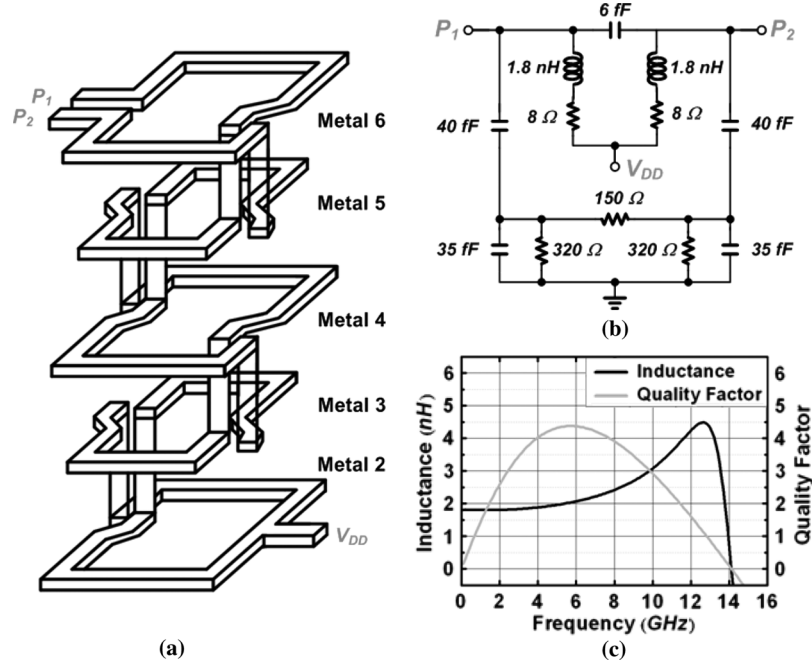 P1
P2
Metal 6
Metal 5
Metal 4
Metal 3
Metal 2
VDD
(a)
P1
6 fF
P2
1.8 nH
1.8 nH
40 fF
8 Ω
8 Ω
40 fF
VDD
150 Ω
35 fF
320 Ω
320 Ω
35 fF
(b)
Inductance
Quality Factor
Inductance (nH)
6
5
4
3
2
1
0
6
5
4
3
2
1
0
Quality Factor
0 2 4 6 8 10 12 14 16
Frequency (GHz)
(c)